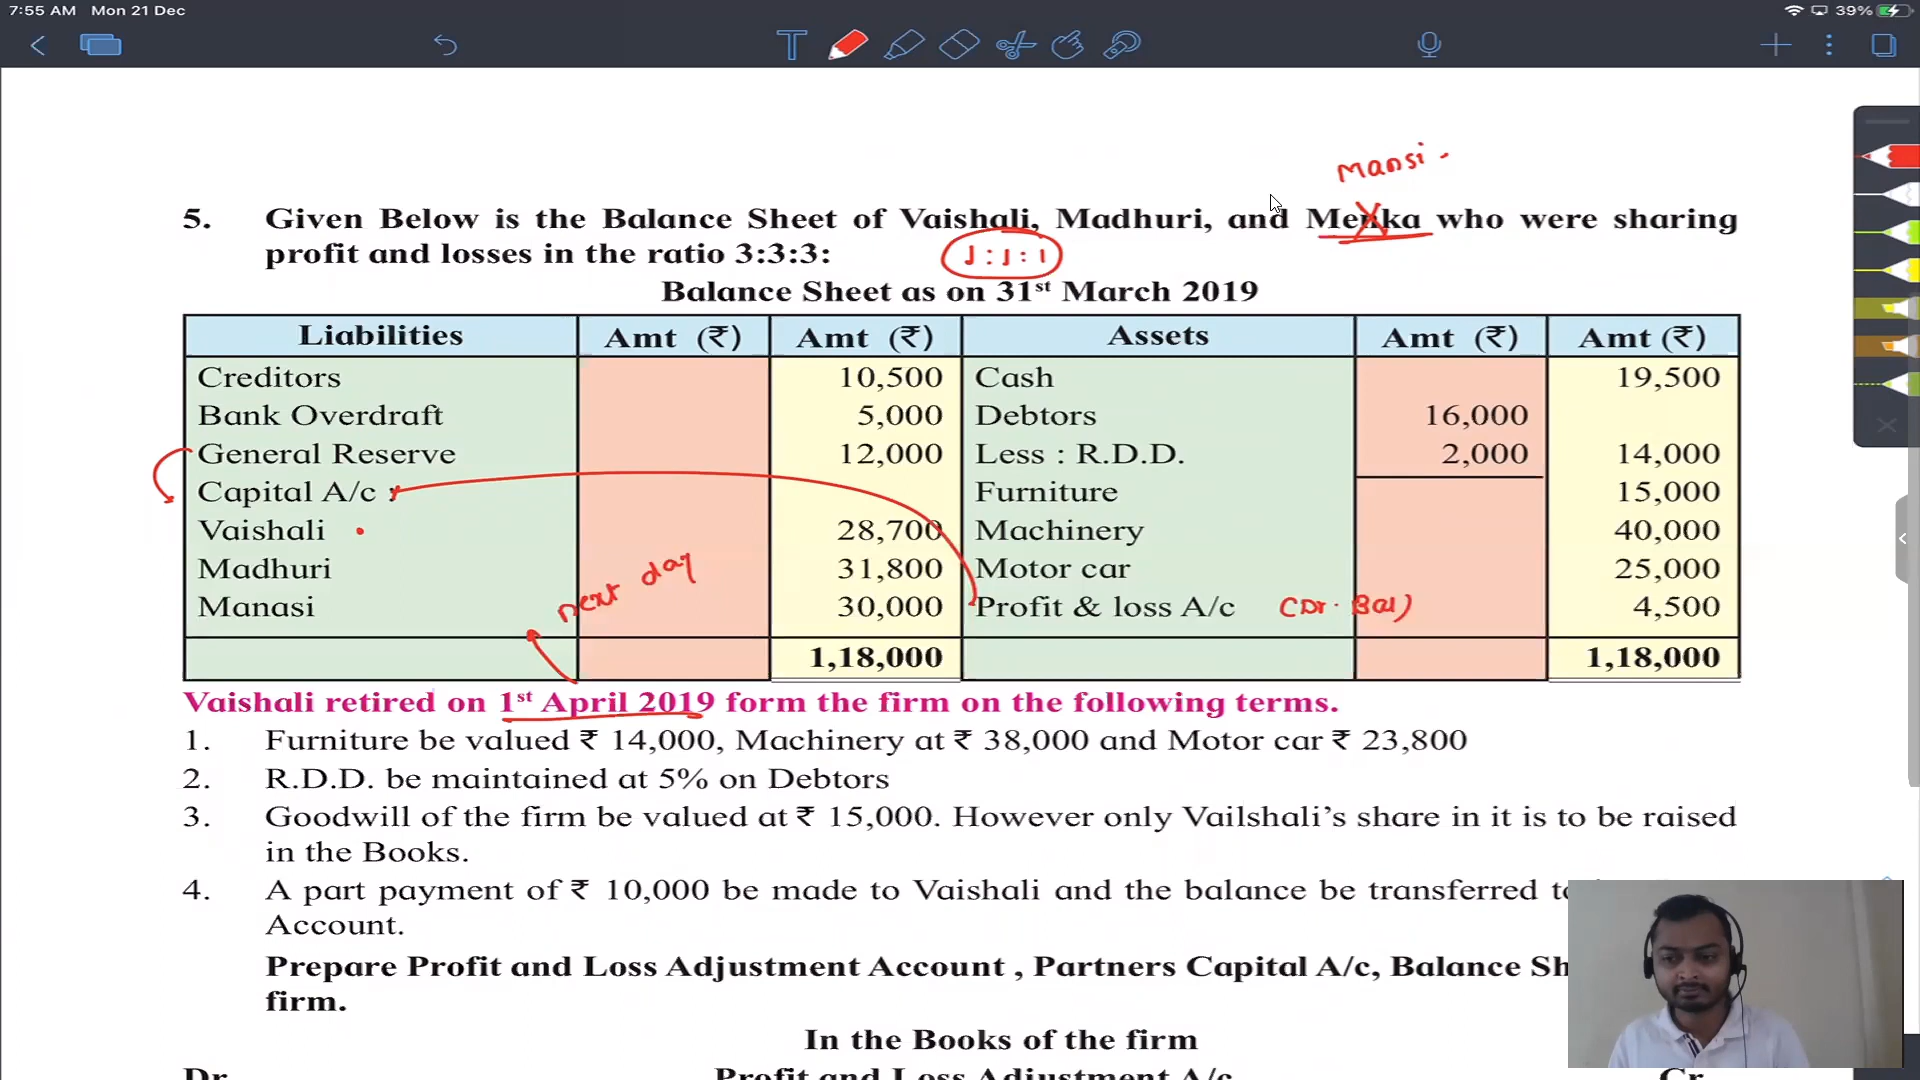 7:55 AM Mon 21 Dec
39%
T
Mansi -
5. Given Below is the Balance Sheet of Vaishali, Madhuri, and Menka who were sharing
profit and losses in the ratio 3:3:3:
1:1:1
Balance Sheet as on 31st March 2019
Liabilities Amt (₹) Amt (₹) Assets Amt (₹) Amt (₹)
Creditors 10,500 Cash 19,500
Bank Overdraft 5,000 Debtors 16,000
General Reserve 12,000 Less : R.D.D. 2,000 14,000
Capital A/c : Furniture 15,000
Vaishali 28,700 Machinery 40,000
Madhuri 31,800 Motor car 25,000
next day
Manasi 30,000 Profit & loss A/c (Dr. Bal) 4,500
1,18,000 1,18,000
Vaishali retired on 1st April 2019 form the firm on the following terms.
1. Furniture be valued ₹ 14,000, Machinery at ₹ 38,000 and Motor car ₹ 23,800
2. R.D.D. be maintained at 5% on Debtors
3. Goodwill of the firm be valued at ₹ 15,000. However only Vailshali's share in it is to be raised
in the Books.
4. A part payment of ₹ 10,000 be made to Vaishali and the balance be transferred
Account.
Prepare Profit and Loss Adjustment Account , Partners Capital A/c, Balance
firm.
In the Books of the firm
Dr. Profit and Loss Adjustment A/c Cr.